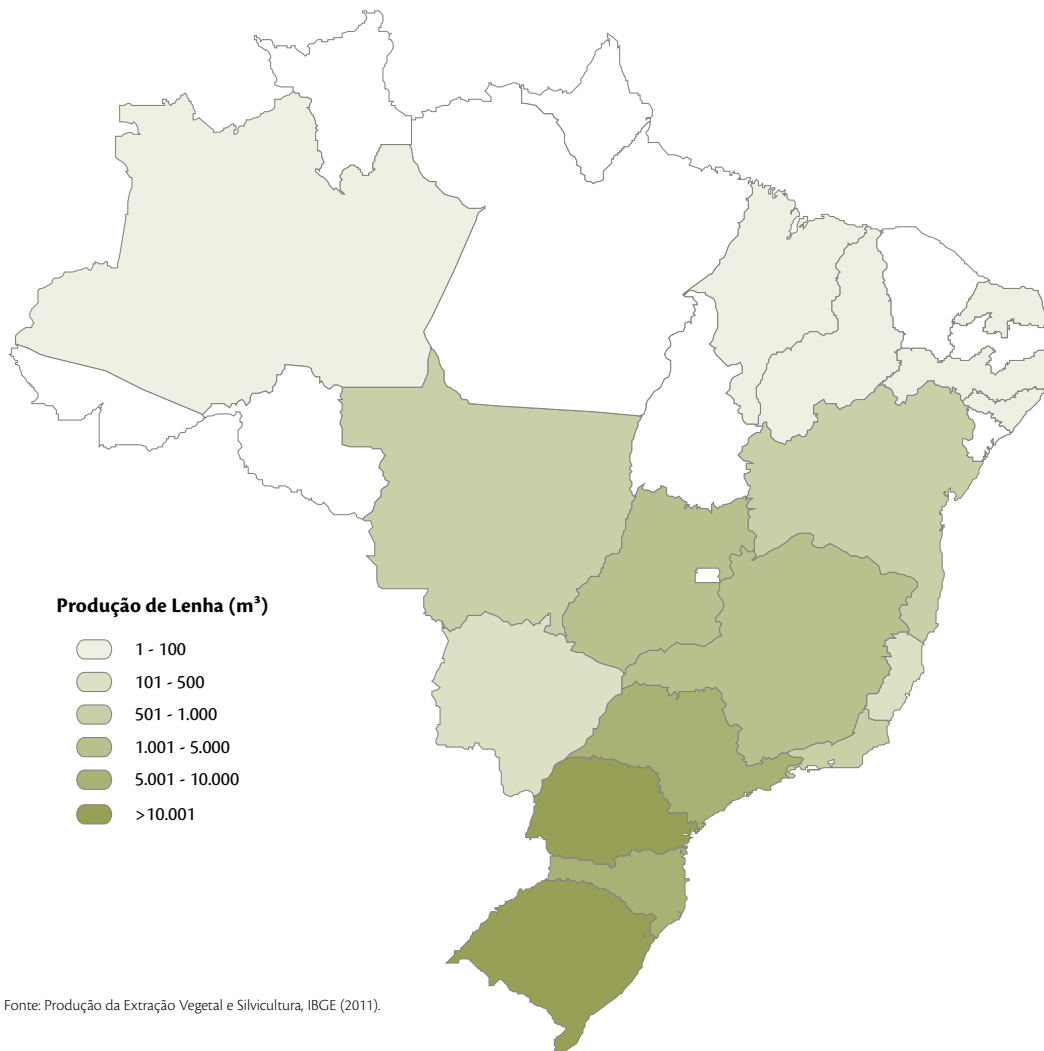 Produção de Lenha (m³)
1 - 100
101 - 500
501 - 1.000
1.001 - 5.000
5.001 - 10.000
>10.001
Fonte: Produção da Extração Vegetal e Silvicultura, IBGE (2011).